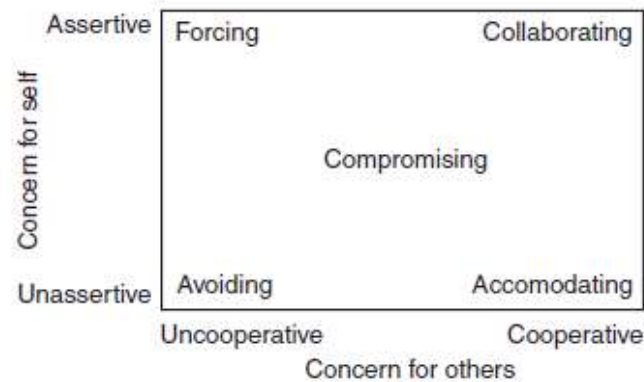 Assertive
Forcing
Collaborating
Concern for self
Compromising
Unassertive
Avoiding
Accomodating
Uncooperative
Cooperative
Concern for others